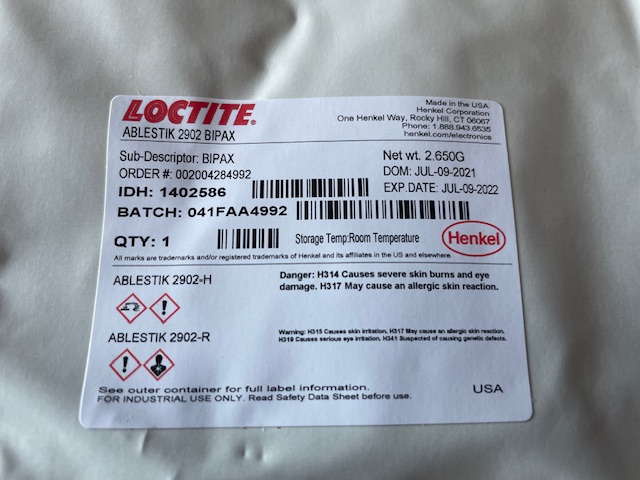 LOCTITE®
ABLESTIK 2902 BIPAX
Made in the USA
Henkel Corporation
One Henkel Way, Rocky Hill, CT 06067
Phone: 1.888.943.6535
henkel.com/electronics
Sub-Descriptor: BIPAX
Net wt. 2.650G
ORDER #: 002004284992
DOM: JUL-09-2021
IDH: 1402586
EXP.DATE: JUL-09-2022
BATCH: 041FAA4992
QTY: 1
Storage Temp:Room Temperature
Henkel
All marks are trademarks and/or registered trademarks of Henkel and its affiliates in the US and elsewhere.
ABLESTIK 2902-H
Danger: H314 Causes severe skin burns and eye
damage. H317 May cause an allergic skin reaction.
ABLESTIK 2902-R
Warning: H315 Causes skin irritation. H317 May cause an allergic skin reaction.
H319 Causes serious eye irritation. H341 Suspected of causing genetic defects.
See outer container for full label information.
FOR INDUSTRIAL USE ONLY. Read Safety Data Sheet before use.
USA